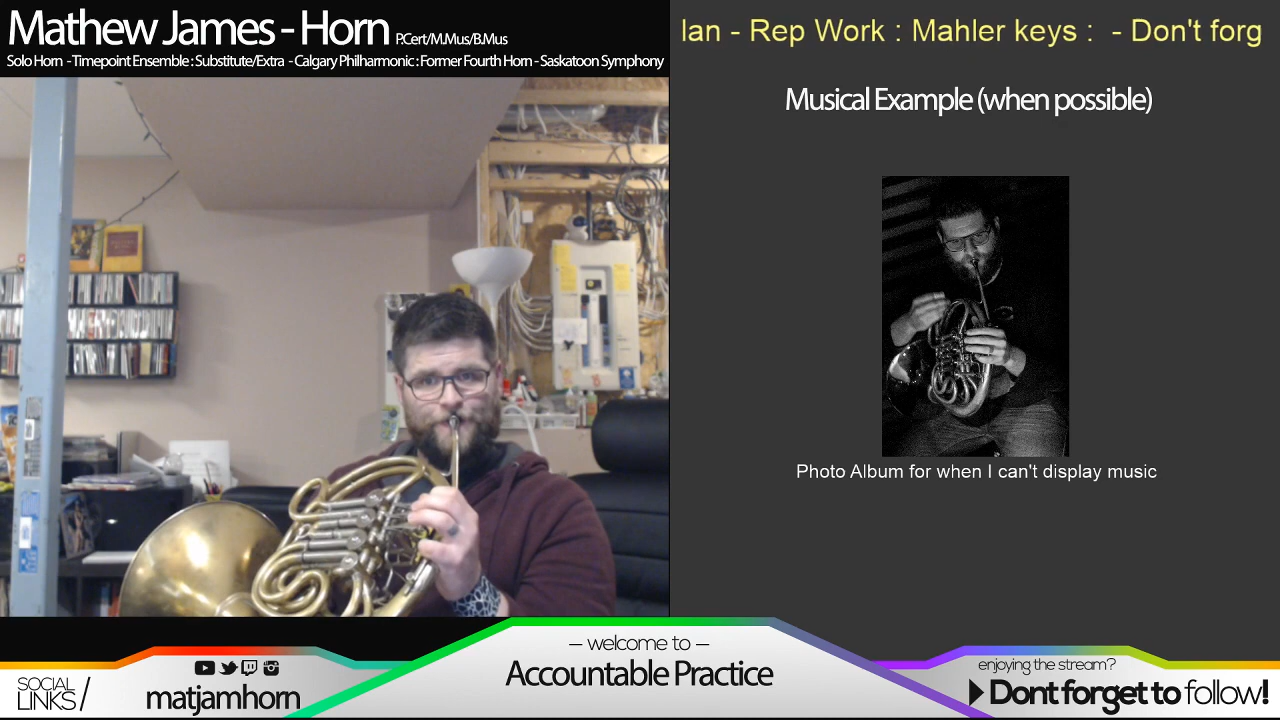 Mathew James - Horn P.Cert/M.Mus/B.Mus
Solo Horn - Timepoint Ensemble : Substitute/Extra - Calgary Philharmonic : Former Fourth Horn - Saskatoon Symphony
lan - Rep Work : Mahler keys : - Don't forg
Musical Example (when possible)
Photo Album for when I can't display music
SOCIAL
LINKS
matjamhorn
– welcome to –
Accountable Practice
enjoying the stream?
Dont forget to follow!